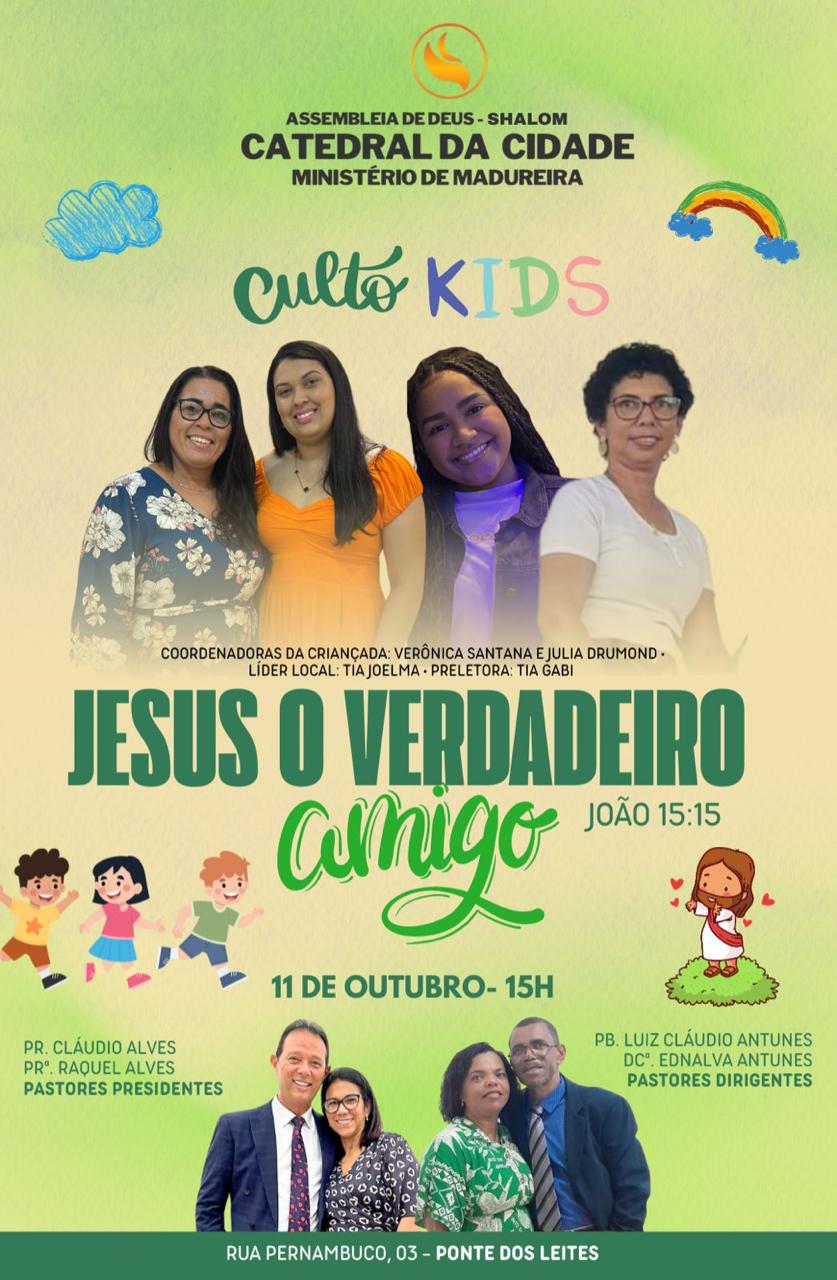 ASSEMBLEIA DE DEUS - SHALOM
CATEDRAL DA CIDADE
MINISTÉRIO DE MADUREIRA
culto KIDS
COORDENADORAS DA CRIANÇADA: VERÔNICA SANTANA E JULIA DRUMOND •
LÍDER LOCAL: TIA JOELMA • PRELETORA: TIA GABI
JESUS O VERDADEIRO
amigo
JOÃO 15:15
11 DE OUTUBRO- 15H
PR. CLÁUDIO ALVES
PRª. RAQUEL ALVES
PASTORES PRESIDENTES
PB. LUIZ CLÁUDIO ANTUNES
DCª. EDNALVA ANTUNES
PASTORES DIRIGENTES
RUA PERNAMBUCO, 03 – PONTE DOS LEITES